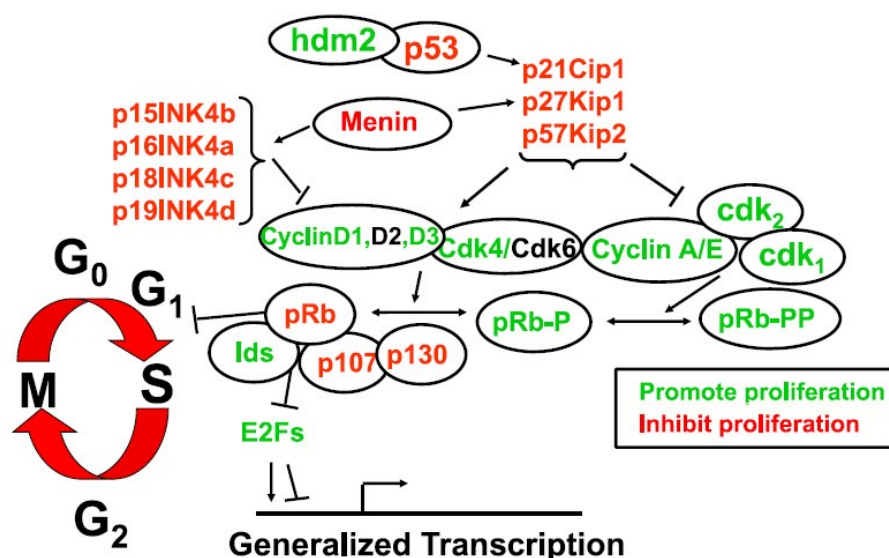 hdm2
p53
p21Cip1
p27Kip1
p57Kip2
p15INK4b
p16INK4a
p18INK4c
p19INK4d
Menin
CyclinD1,D2,D3
Cdk4/Cdk6
Cyclin A/E
cdk2
cdk1
G0
G1
S
G2
M
pRb
Ids
p107
p130
pRb-P
pRb-PP
E2Fs
Promote proliferation
Inhibit proliferation
Generalized Transcription